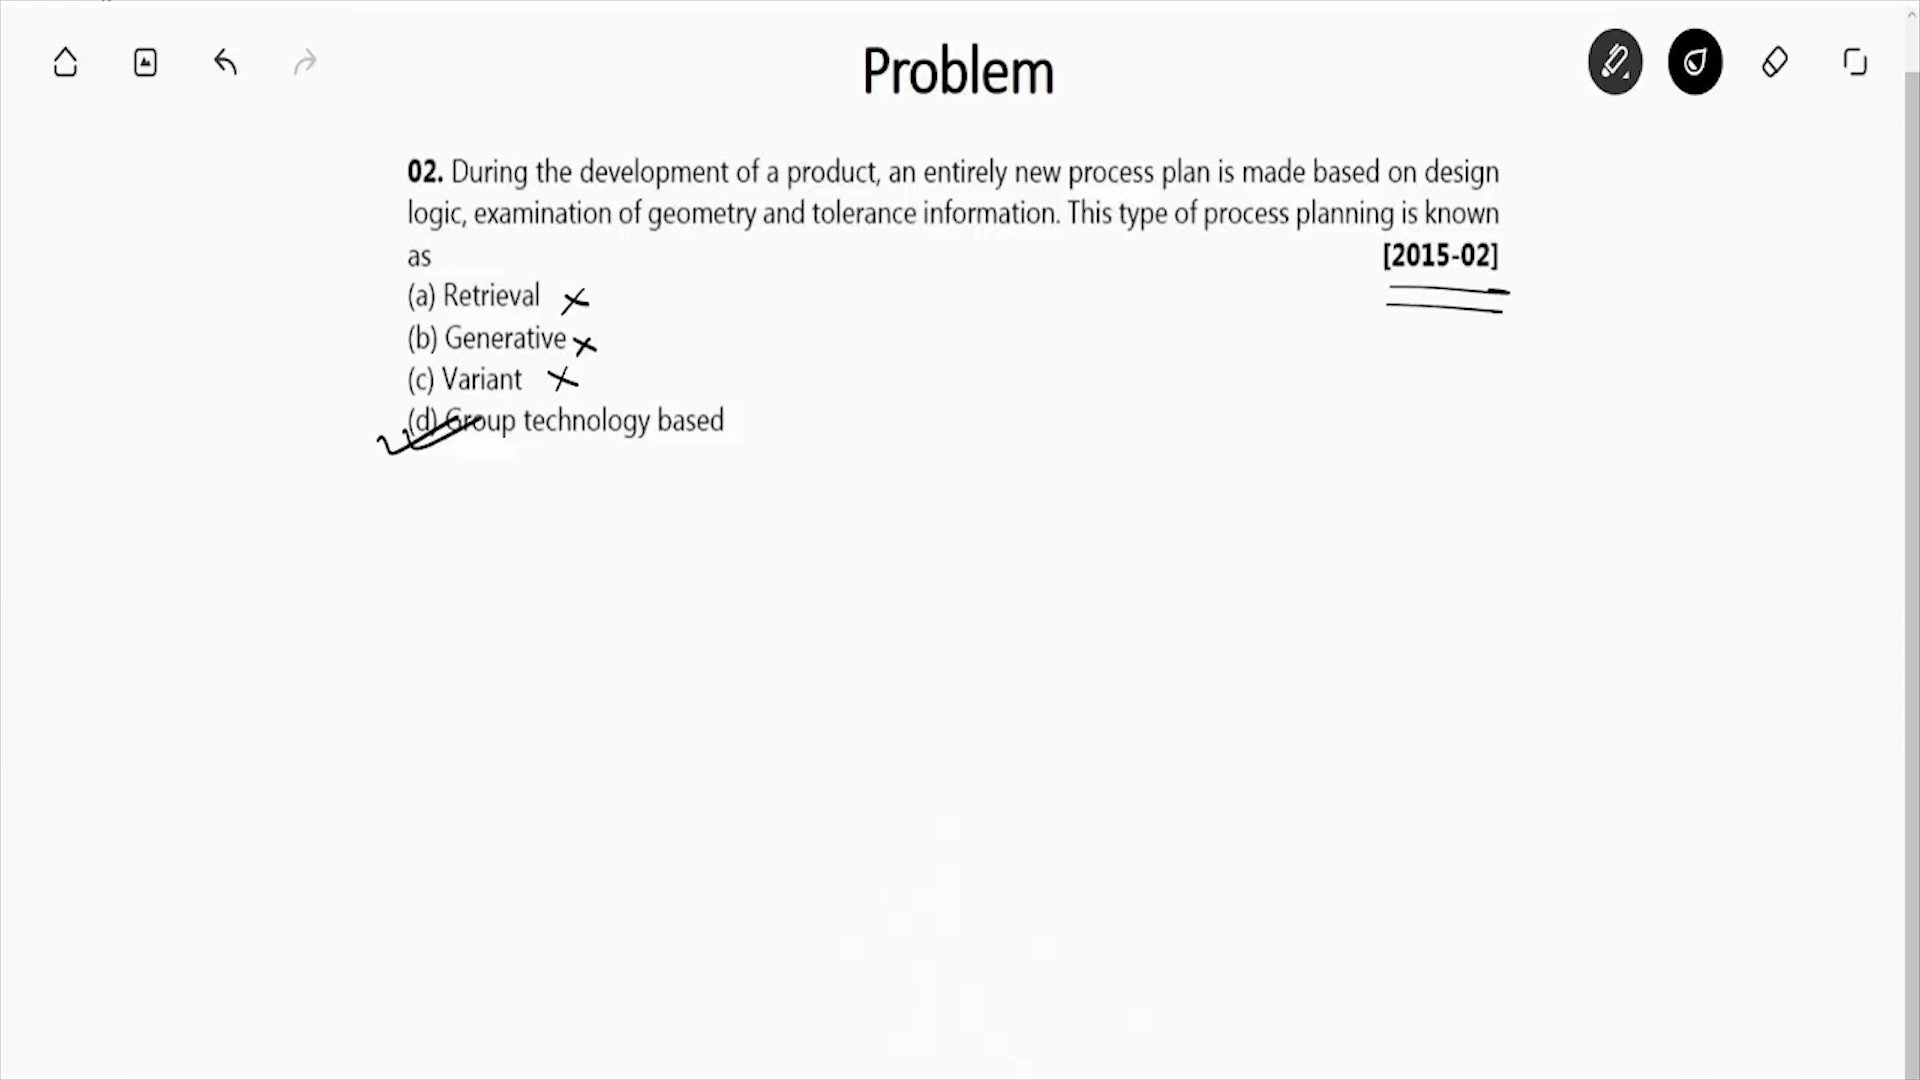 Problem
02. During the development of a product, an entirely new process plan is made based on design
logic, examination of geometry and tolerance information. This type of process planning is known
as [2015-02]
(a) Retrieval
(b) Generative
(c) Variant
(d) Group technology based